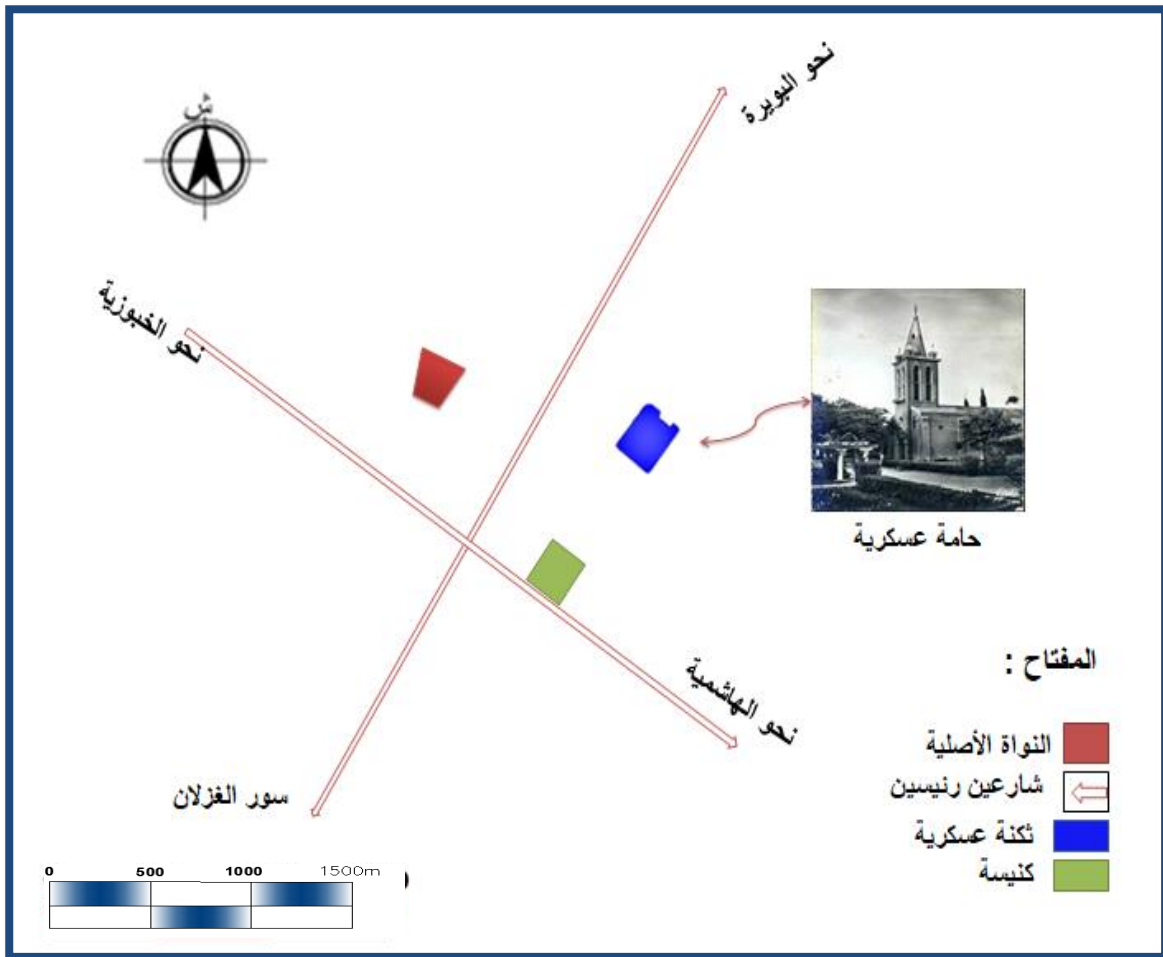 نحو البويرة
ش
نحو الخبوزية
حامة عسكرية
نحو الهاشمية
سور الغزلان
المفتاح :
النواة الأصلية
شارعين رئيسين
ثكنة عسكرية
كنيسة
0 500 1000 1500m